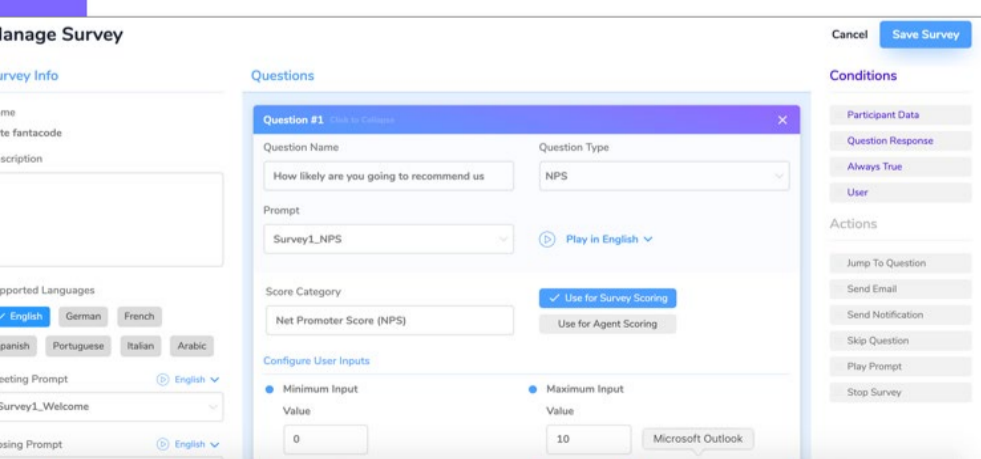 Manage Survey
Cancel
Save Survey
Survey Info
ame
te fantacode
scription
pported Languages
English German French
panish Portuguese Italian Arabic
eeting Prompt English
Survey1_Welcome
osing Prompt English
Questions
Question #1 Click to Collapse
Question Name
How likely are you going to recommend us
Question Type
NPS
Prompt
Survey1_NPS
Play in English
Score Category
Net Promoter Score (NPS)
Use for Survey Scoring
Use for Agent Scoring
Configure User Inputs
Minimum Input
Value
0
Maximum Input
Value
10
Microsoft Outlook
Conditions
Participant Data
Question Response
Always True
User
Actions
Jump To Question
Send Email
Send Notification
Skip Question
Play Prompt
Stop Survey